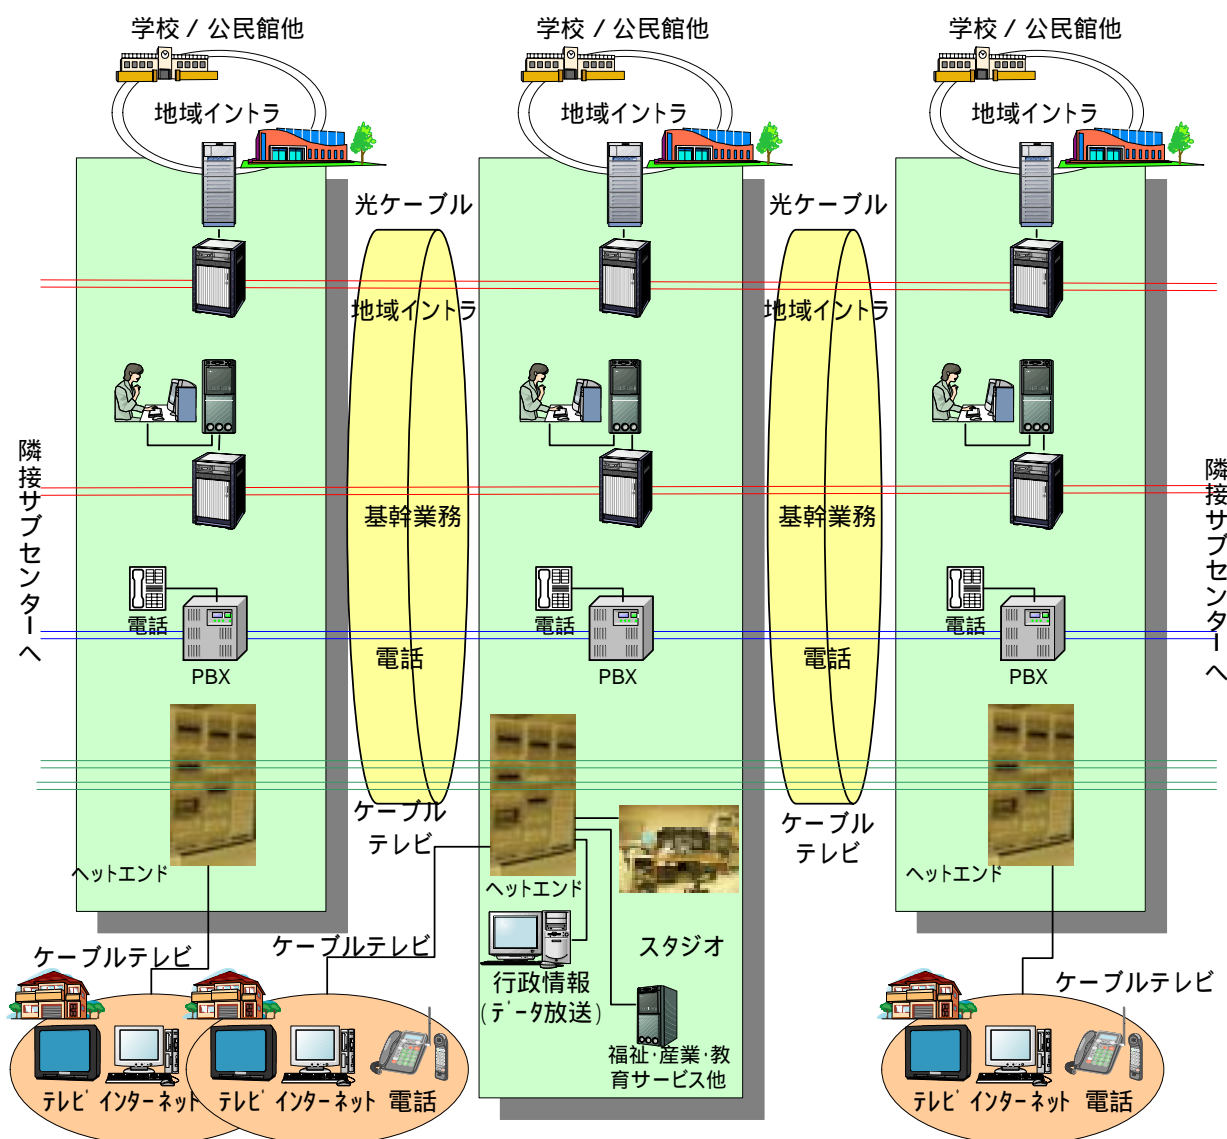 学校 / 公民館他
学校 / 公民館他
学校 / 公民館他
地域イントラ
地域イントラ
地域イントラ
光ケーブル
光ケーブル
地域イントラ
地域イントラ
隣接サブセンターへ
隣接サブセンターへ
基幹業務
基幹業務
電話
PBX
電話
電話
PBX
電話
電話
PBX
ケーブル
テレビ
ケーブル
テレビ
ヘットエンド
ヘットエンド
ヘットエンド
ケーブルテレビ
ケーブルテレビ
スタジオ
行政情報
(データ放送)
福祉･産業･教
育サービス他
ケーブルテレビ
テレビ インターネット
テレビ インターネット 電話
テレビ インターネット 電話